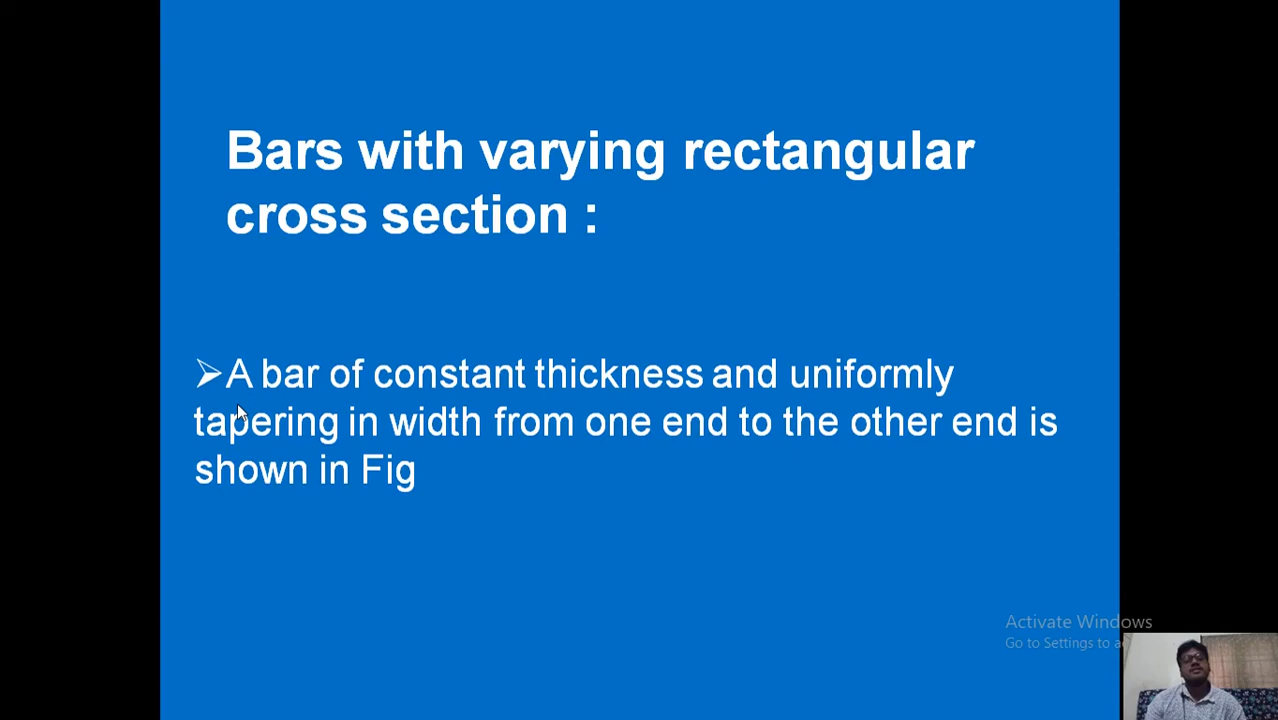 Bars with varying rectangular
cross section :
➢A bar of constant thickness and uniformly
tapering in width from one end to the other end is
shown in Fig
Activate Windows
Go to Settings to